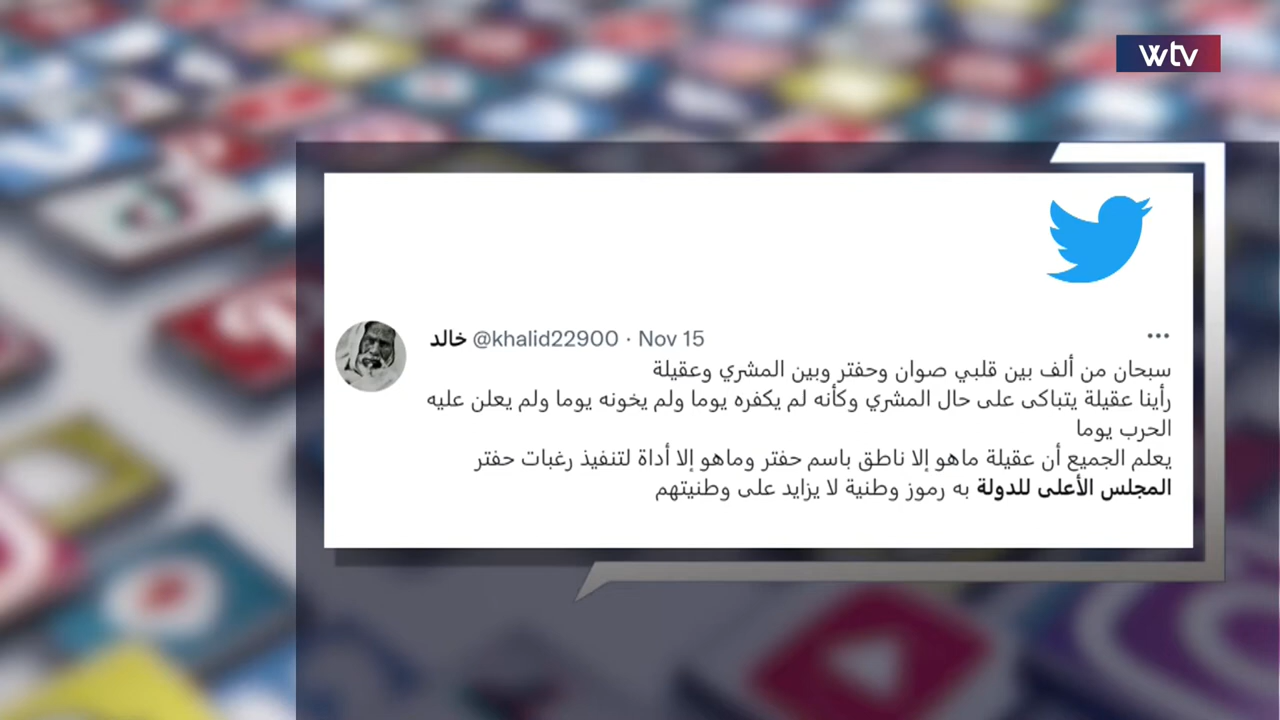 wtv
خالد @khalid22900 · Nov 15
سبحان من ألف بين قلبي صوان وحفتر وبين المشري وعقيلة
رأينا عقيلة يتباكى على حال المشري وكأنه لم يكفره يوما ولم يخونه يوما ولم يعلن عليه
الحرب يوما
يعلم الجميع أن عقيلة ماهو إلا ناطق باسم حفتر وماهو إلا أداة لتنفيذ رغبات حفتر
المجلس الأعلى للدولة به رموز وطنية لا يزايد على وطنيتهم